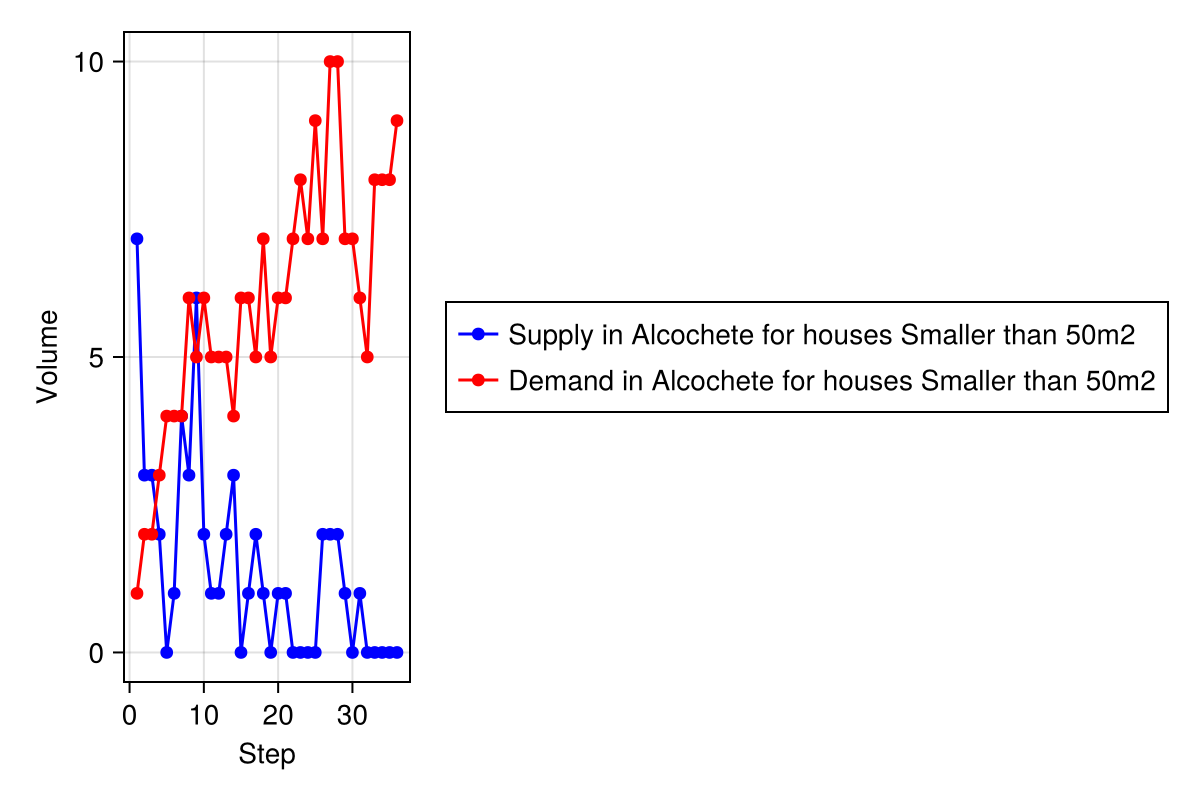 10
5
0
Volume
0 10 20 30
Step
Supply in Alcochete for houses Smaller than 50m2
Demand in Alcochete for houses Smaller than 50m2